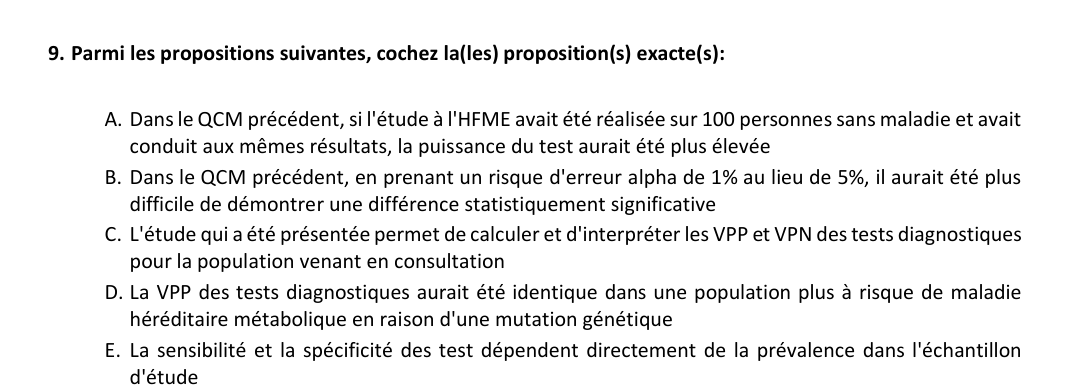 9. Parmi les propositions suivantes, cochez la(les) proposition(s) exacte(s):
A. Dans le QCM précédent, si l'étude à l'HFME avait été réalisée sur 100 personnes sans maladie et avait
conduit aux mêmes résultats, la puissance du test aurait été plus élevée
B. Dans le QCM précédent, en prenant un risque d'erreur alpha de 1% au lieu de 5%, il aurait été plus
difficile de démontrer une différence statistiquement significative
C. L'étude qui a été présentée permet de calculer et d'interpréter les VPP et VPN des tests diagnostiques
pour la population venant en consultation
D. La VPP des tests diagnostiques aurait été identique dans une population plus à risque de maladie
héréditaire métabolique en raison d'une mutation génétique
E. La sensibilité et la spécificité des test dépendent directement de la prévalence dans l'échantillon
d'étude